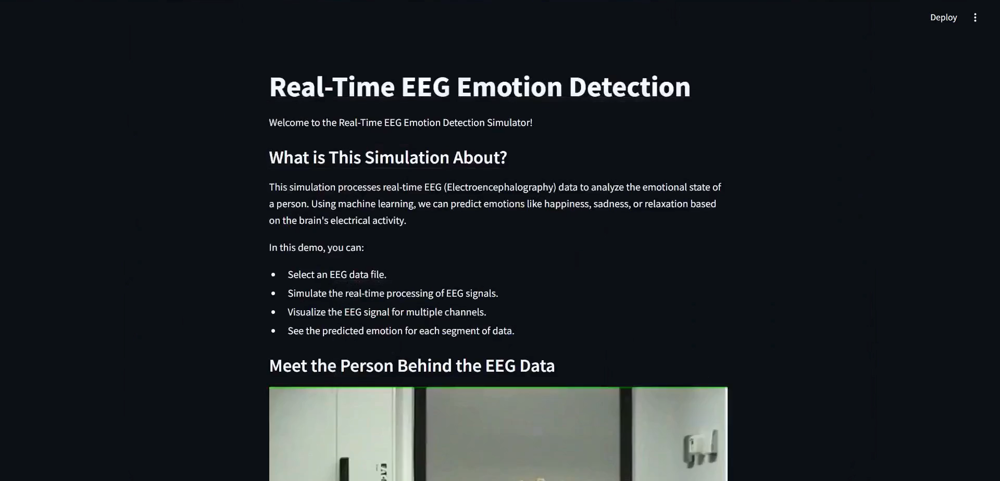 Deploy
Real-Time EEG Emotion Detection
Welcome to the Real-Time EEG Emotion Detection Simulator!
What is This Simulation About?
This simulation processes real-time EEG (Electroencephalography) data to analyze the emotional state of
a person. Using machine learning, we can predict emotions like happiness, sadness, or relaxation based
on the brain's electrical activity.
In this demo, you can:
Select an EEG data file.
Simulate the real-time processing of EEG signals.
Visualize the EEG signal for multiple channels.
See the predicted emotion for each segment of data.
Meet the Person Behind the EEG Data